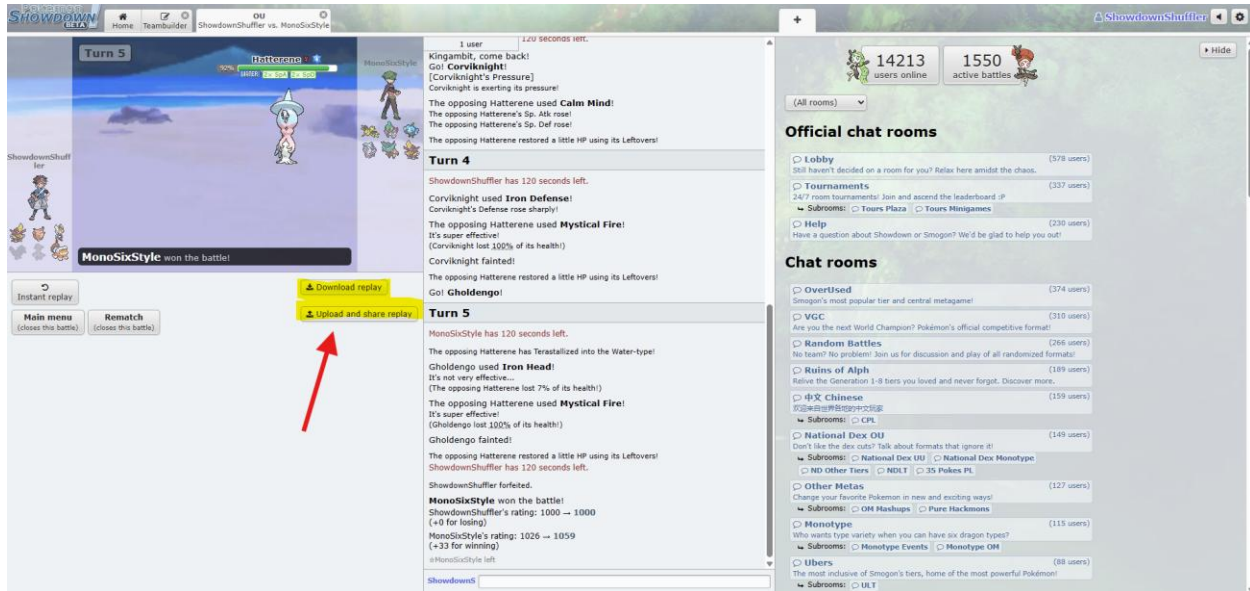 SHOWDOWN
BETA
Home
Teambuilder
OU
ShowdownShuffler vs. MonoSixStyle
+
ShowdownShuffler
Turn 5
Hatterene
92%
WATER 2x SpA 2x SpD
MonoSixStyle
ShowdownShuff
ler
MonoSixStyle won the battle!
Instant replay
Download replay
Upload and share replay
Main menu
(closes this battle)
Rematch
(closes this battle)
1 user
120 seconds left.
Kingambit, come back!
Go! Corviknight!
[Corviknight's Pressure]
Corviknight is exerting its pressure!
The opposing Hatterene used Calm Mind!
The opposing Hatterene's Sp. Atk rose!
The opposing Hatterene's Sp. Def rose!
The opposing Hatterene restored a little HP using its Leftovers!
Turn 4
ShowdownShuffler has 120 seconds left.
Corviknight used Iron Defense!
Corviknight's Defense rose sharply!
The opposing Hatterene used Mystical Fire!
It's super effective!
(Corviknight lost 100% of its health!)
Corviknight fainted!
The opposing Hatterene restored a little HP using its Leftovers!
Go! Gholdengo!
Turn 5
MonoSixStyle has 120 seconds left.
The opposing Hatterene has Terastallized into the Water-type!
Gholdengo used Iron Head!
It's not very effective...
(The opposing Hatterene lost 7% of its health!)
The opposing Hatterene used Mystical Fire!
It's super effective!
(Gholdengo lost 100% of its health!)
Gholdengo fainted!
The opposing Hatterene restored a little HP using its Leftovers!
ShowdownShuffler has 120 seconds left.
ShowdownShuffler forfeited.
MonoSixStyle won the battle!
ShowdownShuffler's rating: 1000 → 1000
(+0 for losing)
MonoSixStyle's rating: 1026 → 1059
(+33 for winning)
MonoSixStyle left
ShowdownS
14213
users online
1550
active battles
Hide
(All rooms)
Official chat rooms
Lobby (578 users)
Still haven't decided on a room for you? Relax here amidst the chaos.
Tournaments (337 users)
24/7 room tournaments! Join and ascend the leaderboard :P
Subrooms: Tours Plaza Tours Minigames
Help (230 users)
Have a question about Showdown or Smogon? We'd be glad to help you out!
Chat rooms
OverUsed (374 users)
Smogon's most popular tier and central metagame!
VGC (310 users)
Are you the next World Champion? Pokémon's official competitive format!
Random Battles (266 users)
No team? No problem! Join us for discussion and play of all randomized formats!
Ruins of Alph (189 users)
Relive the Generation 1-8 tiers you loved and never forgot. Discover more.
中文 Chinese (159 users)
欢迎来自世界各地的中文玩家
Subrooms: CPL
National Dex OU (149 users)
Don't like the dex cuts? Talk about formats that ignore it!
Subrooms: National Dex UU National Dex Monotype
ND Other Tiers NDLT 35 Pokes PL
Other Metas (127 users)
Change your favorite Pokemon in new and exciting ways!
Subrooms: OM Mashups Pure Hackmons
Monotype (115 users)
Who wants type variety when you can have six dragon types?
Subrooms: Monotype Events Monotype OM
Ubers (88 users)
The most inclusive of Smogon's tiers, home of the most powerful Pokémon!
Subrooms: ULT